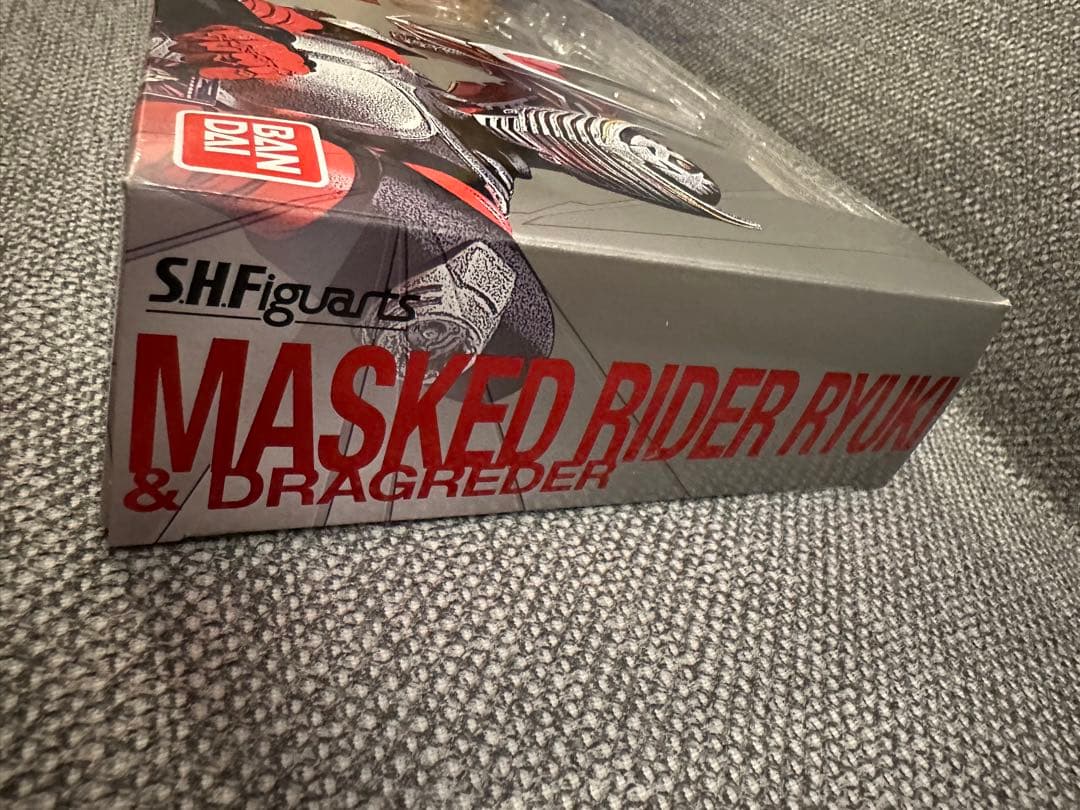 BAN
DAI
S.H.Figuarts
MASKED RIDER RYUKI
& DRAGREDER